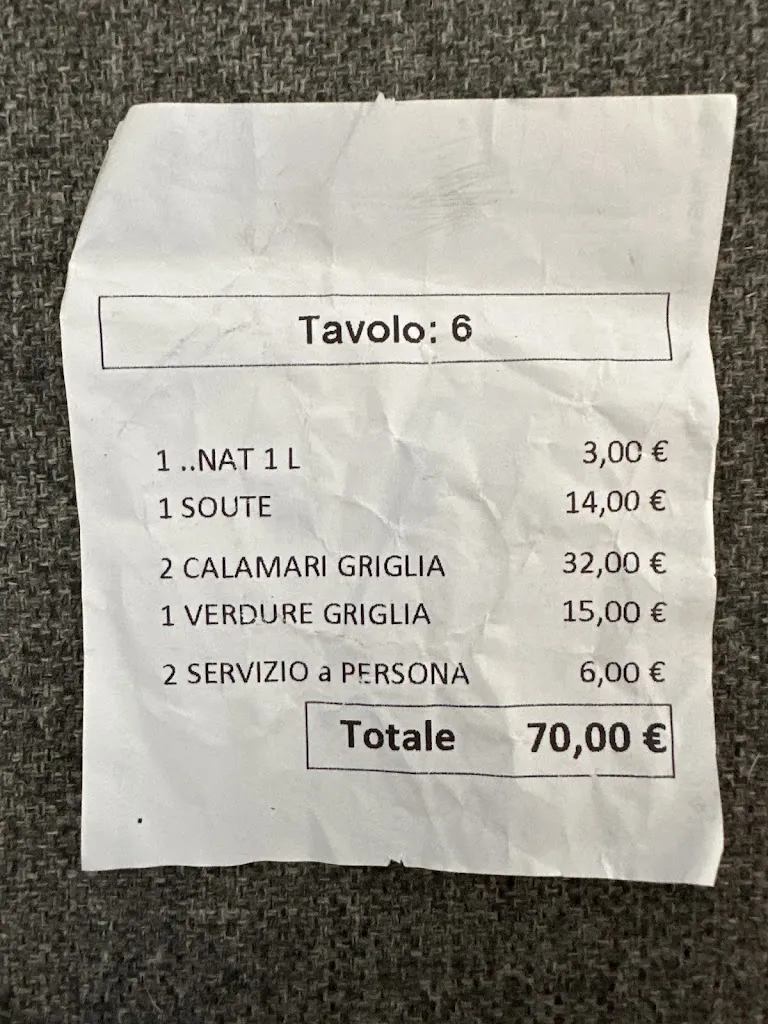 Tavolo: 6
1 ..NAT 1 L 3,00 €
1 SOUTE 14,00 €
2 CALAMARI GRIGLIA 32,00 €
1 VERDURE GRIGLIA 15,00 €
2 SERVIZIO a PERSONA 6,00 €
Totale 70,00 €